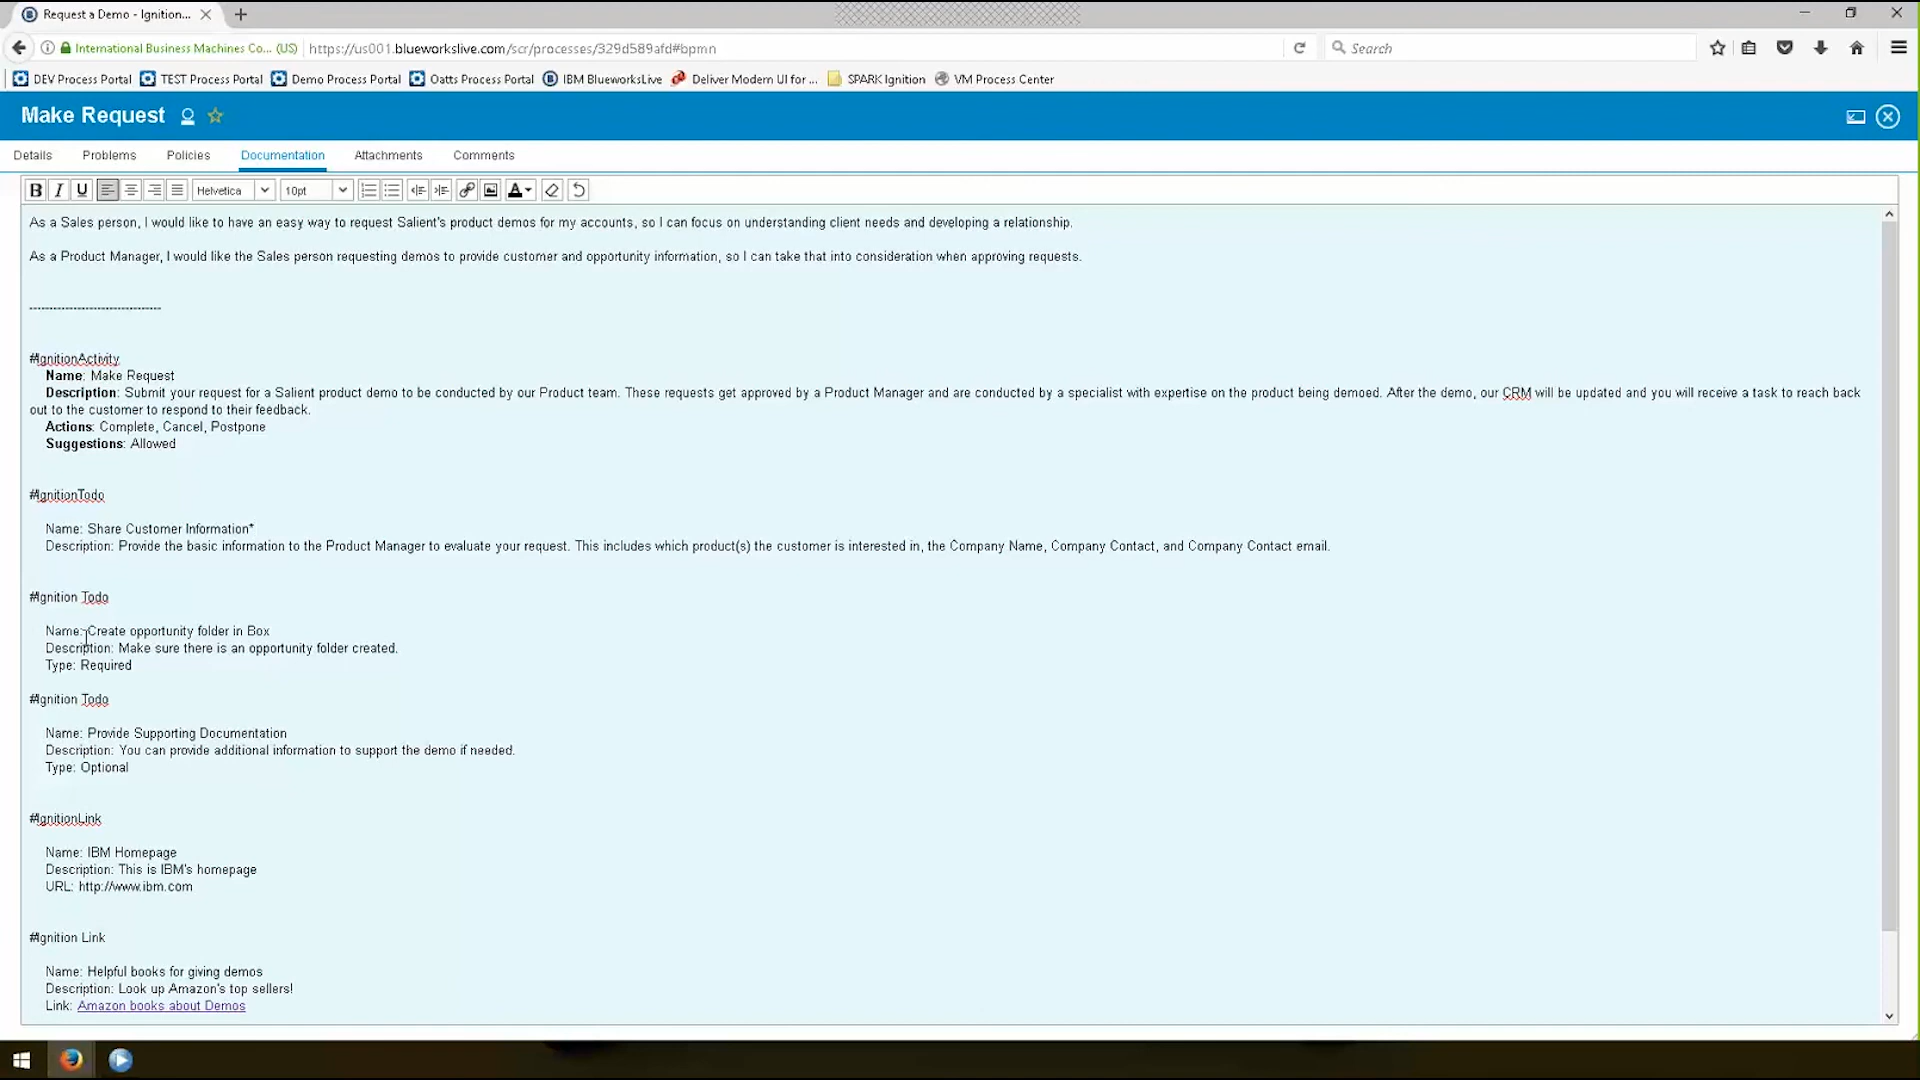 Request a Demo - Ignition...
International Business Machines Co... (US)
https://us001.blueworkslive.com/scr/processes/329d589afd#bpmn
Search
DEV Process Portal TEST Process Portal Demo Process Portal Oatts Process Portal IBM BlueworksLive Deliver Modern UI for ... SPARK Ignition VM Process Center
Make Request
Details Problems Policies Documentation Attachments Comments
B I U Helvetica 10pt A
As a Sales person, I would like to have an easy way to request Salient's product demos for my accounts, so I can focus on understanding client needs and developing a relationship.
As a Product Manager, I would like the Sales person requesting demos to provide customer and opportunity information, so I can take that into consideration when approving requests.
---------------------------------
#IgnitionActivity
Name: Make Request
Description: Submit your request for a Salient product demo to be conducted by our Product team. These requests get approved by a Product Manager and are conducted by a specialist with expertise on the product being demoed. After the demo, our CRM will be updated and you will receive a task to reach back
out to the customer to respond to their feedback.
Actions: Complete, Cancel, Postpone
Suggestions: Allowed
#IgnitionTodo
Name: Share Customer Information*
Description: Provide the basic information to the Product Manager to evaluate your request. This includes which product(s) the customer is interested in, the Company Name, Company Contact, and Company Contact email.
#Ignition Todo
Name: Create opportunity folder in Box
Description: Make sure there is an opportunity folder created.
Type: Required
#Ignition Todo
Name: Provide Supporting Documentation
Description: You can provide additional information to support the demo if needed.
Type: Optional
#IgnitionLink
Name: IBM Homepage
Description: This is IBM's homepage
URL: http://www.ibm.com
#Ignition Link
Name: Helpful books for giving demos
Description: Look up Amazon's top sellers!
Link: Amazon books about Demos